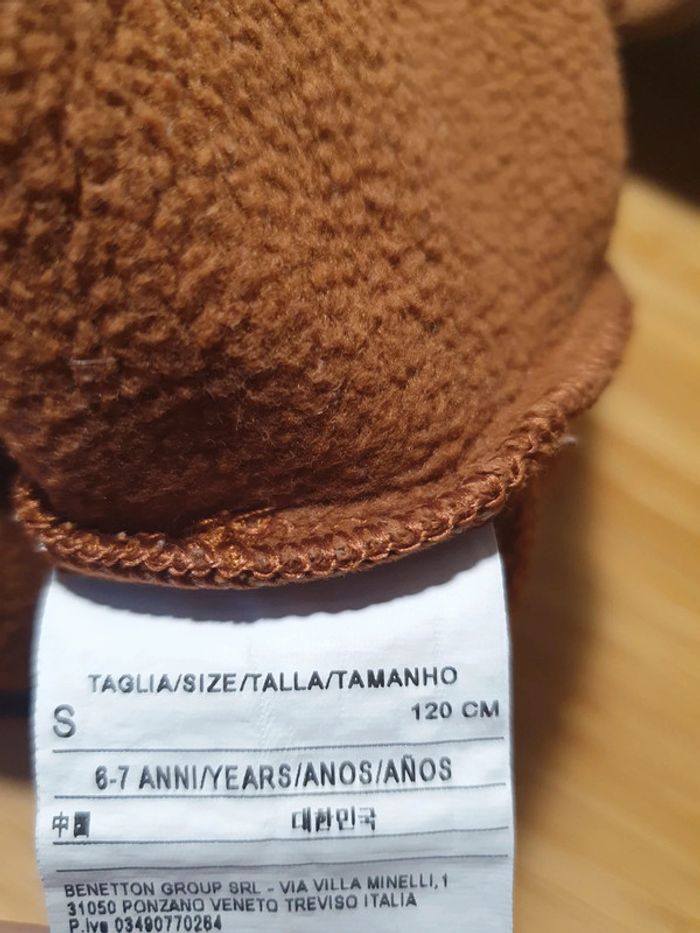 TAGLIA/SIZE/TALLA/TAMANHO
S 120 CM
6-7 ANNI/YEARS/ANOS/AÑOS
中国 대한민국
BENETTON GROUP SRL - VIA VILLA MINELLI,1
31050 PONZANO VENETO TREVISO ITALIA
P.Iva 03490770264